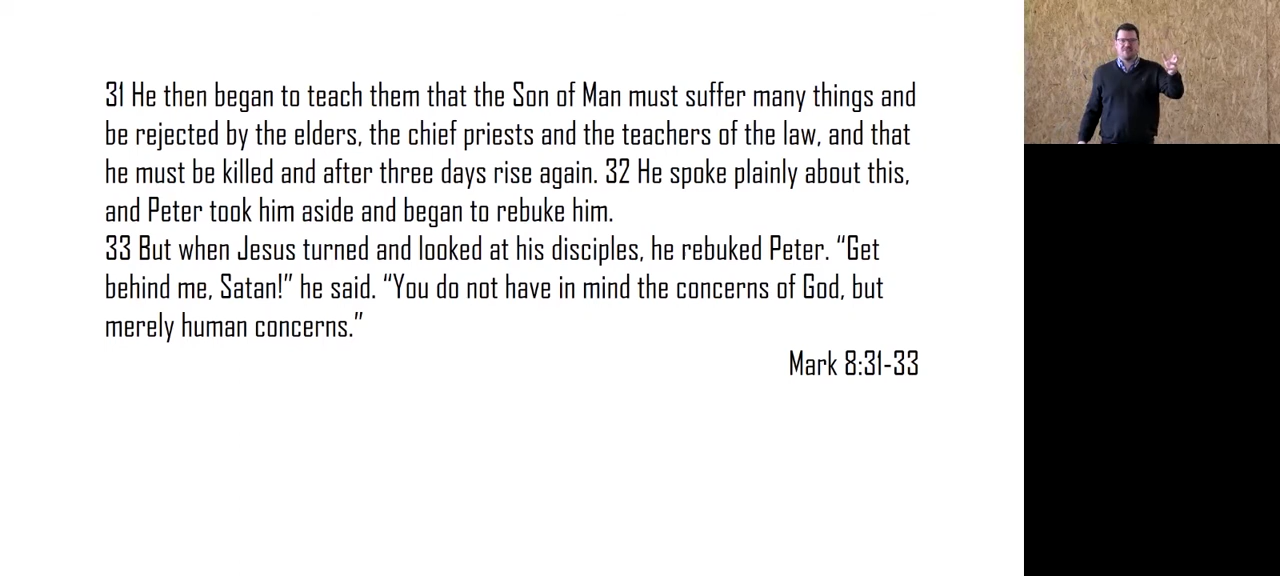 31 He then began to teach them that the Son of Man must suffer many things and
be rejected by the elders, the chief priests and the teachers of the law, and that
he must be killed and after three days rise again. 32 He spoke plainly about this,
and Peter took him aside and began to rebuke him.
33 But when Jesus turned and looked at his disciples, he rebuked Peter. “Get
behind me, Satan!” he said. “You do not have in mind the concerns of God, but
merely human concerns.”
Mark 8:31-33